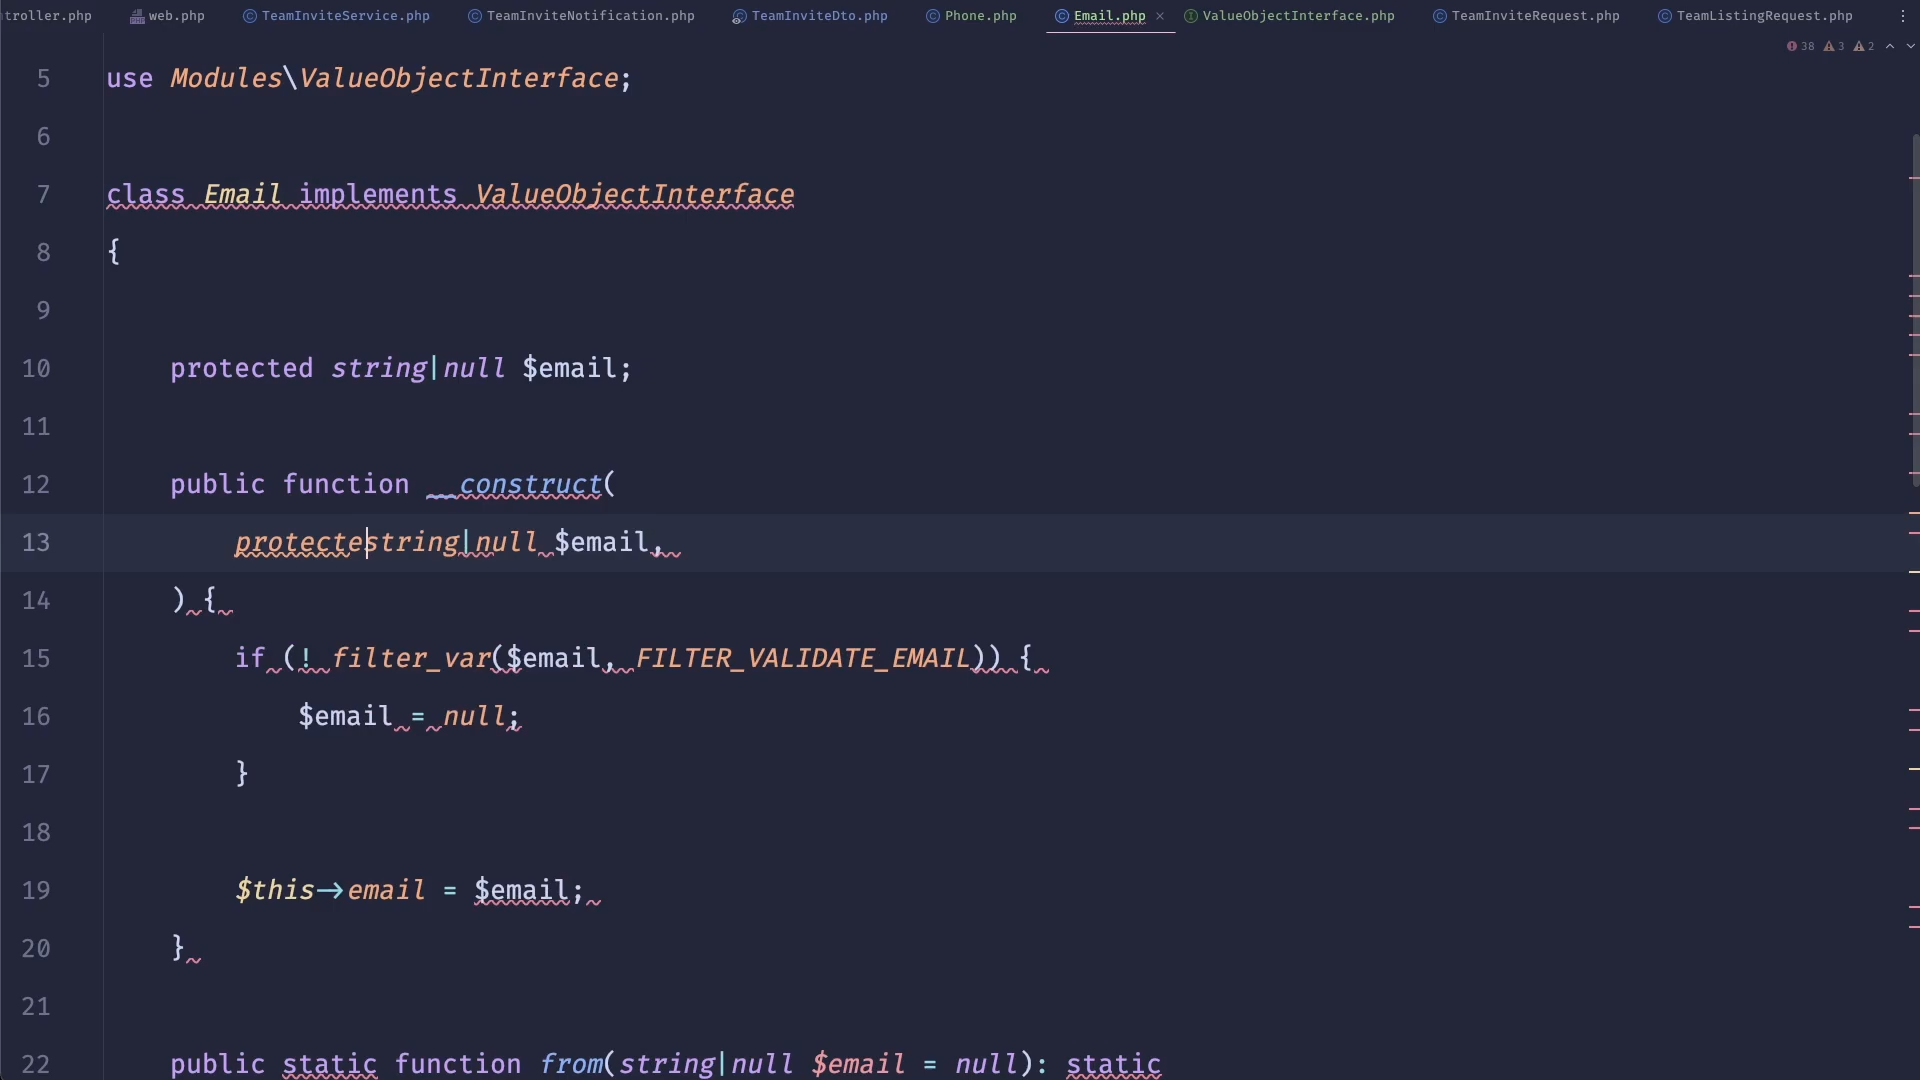 troller.php web.php TeamInviteService.php TeamInviteNotification.php TeamInviteDto.php Phone.php Email.php × ValueObjectInterface.php TeamInviteRequest.php TeamListingRequest.php
38 3 2
5 use Modules\ValueObjectInterface;
6
7 class Email implements ValueObjectInterface
8 {
9
10 protected string|null $email;
11
12 public function __construct(
13 protectestring|null $email,
14 ) {
15 if (! filter_var($email, FILTER_VALIDATE_EMAIL)) {
16 $email = null;
17 }
18
19 $this->email = $email;
20 }
21
22 public static function from(string|null $email = null): static